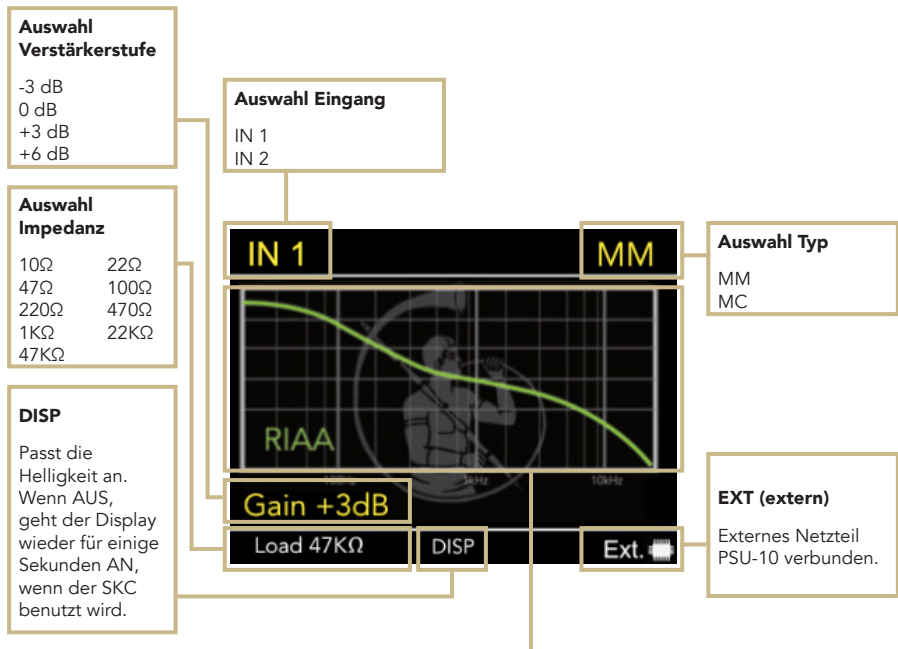 Auswahl
Verstärkerstufe
-3 dB
0 dB
+3 dB
+6 dB
Auswahl Eingang
IN 1
IN 2
Auswahl
Impedanz
10Ω 22Ω
47Ω 100Ω
220Ω 470Ω
1KΩ 22KΩ
47KΩ
DISP
Passt die
Helligkeit an.
Wenn AUS,
geht der Display
wieder für einige
Sekunden AN,
wenn der SKC
benutzt wird.
IN 1 MM
RIAA
100Hz 1kHz 10kHz
Gain +3dB
Load 47KΩ DISP Ext.
Auswahl Typ
MM
MC
EXT (extern)
Externes Netzteil
PSU-10 verbunden.